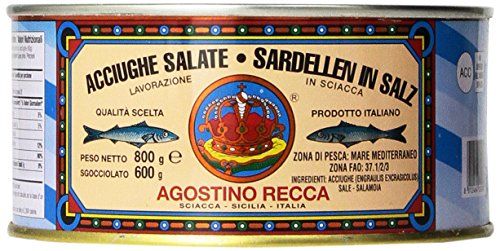 ACCIUGHE SALATE • SARDELLEN IN SALZ
LAVORAZIONE IN SCIACCA
QUALITÀ SCELTA
PRODOTTO ITALIANO
®
PESO NETTO 800 g e
SGOCCIOLATO 600 g
ZONA DI PESCA: MARE MEDITERRANEO
ZONA FAO: 37.1/2/3
INGREDIENTI: ACCIUGHE (ENGRAULIS ENCRASICOLUS)
SALE - SALAMOIA
AGOSTINO RECCA
SCIACCA - SICILIA - ITALIA
ACO